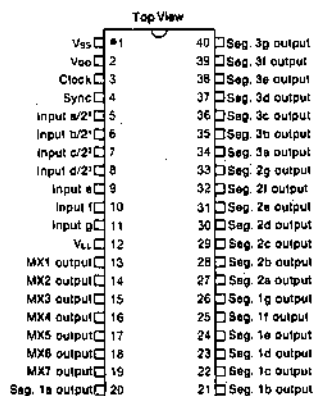 Top View
Vss 1 40 Seg. 3g output
VDD 2 39 Seg. 3f output
Clock 3 38 Seg. 3e output
Sync 4 37 Seg. 3d output
Input a/2⁰ 5 36 Seg. 3c output
Input b/2¹ 6 35 Seg. 3b output
Input c/2² 7 34 Seg. 3a output
Input d/2³ 8 33 Seg. 2g output
Input e 9 32 Seg. 2f output
Input f 10 31 Seg. 2e output
Input g 11 30 Seg. 2d output
VLL 12 29 Seg. 2c output
MX1 output 13 28 Seg. 2b output
MX2 output 14 27 Seg. 2a output
MX3 output 15 26 Seg. 1g output
MX4 output 16 25 Seg. 1f output
MX5 output 17 24 Seg. 1e output
MX6 output 18 23 Seg. 1d output
MX7 output 19 22 Seg. 1c output
Seg. 1a output 20 21 Seg. 1b output